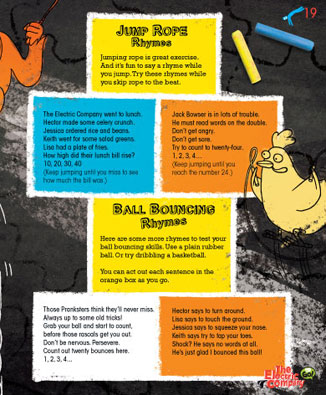 19
JUMP ROPE
Rhymes
Jumping rope is great exercise.
And it's fun to say a rhyme while
you jump. Try these rhymes while
you skip rope to the beat.
The Electric Company went to lunch.
Hector made some celery crunch.
Jessica ordered rice and beans.
Keith went for some salad greens.
Lisa had a plate of fries.
How high did their lunch bill rise?
10, 20, 30, 40
(Keep jumping until you miss to see
how much the bill was.)
Jack Bowser is in lots of trouble.
He must read words on the double.
Don't get angry.
Don't get sore.
Try to count to twenty-four.
1, 2, 3, 4...
(Keep jumping until you
reach the number 24.)
BALL BOUNCING
Rhymes
Here are some more rhymes to test your
ball bouncing skills. Use a plain rubber
ball. Or try dribbling a basketball.
You can act out each sentence in the
orange box as you go.
Those Pranksters think they'll never miss.
Always up to some old tricks!
Grab your ball and start to count,
before those rascals get you out.
Don't be nervous. Persevere.
Count out twenty bounces here.
1, 2, 3, 4...
Hector says to turn around.
Lisa says to touch the ground.
Jessica says to squeeze your nose.
Keith says try to tap your toes.
Shock? He says no words at all.
He's just glad I bounced this ball!
The
Electric
Company